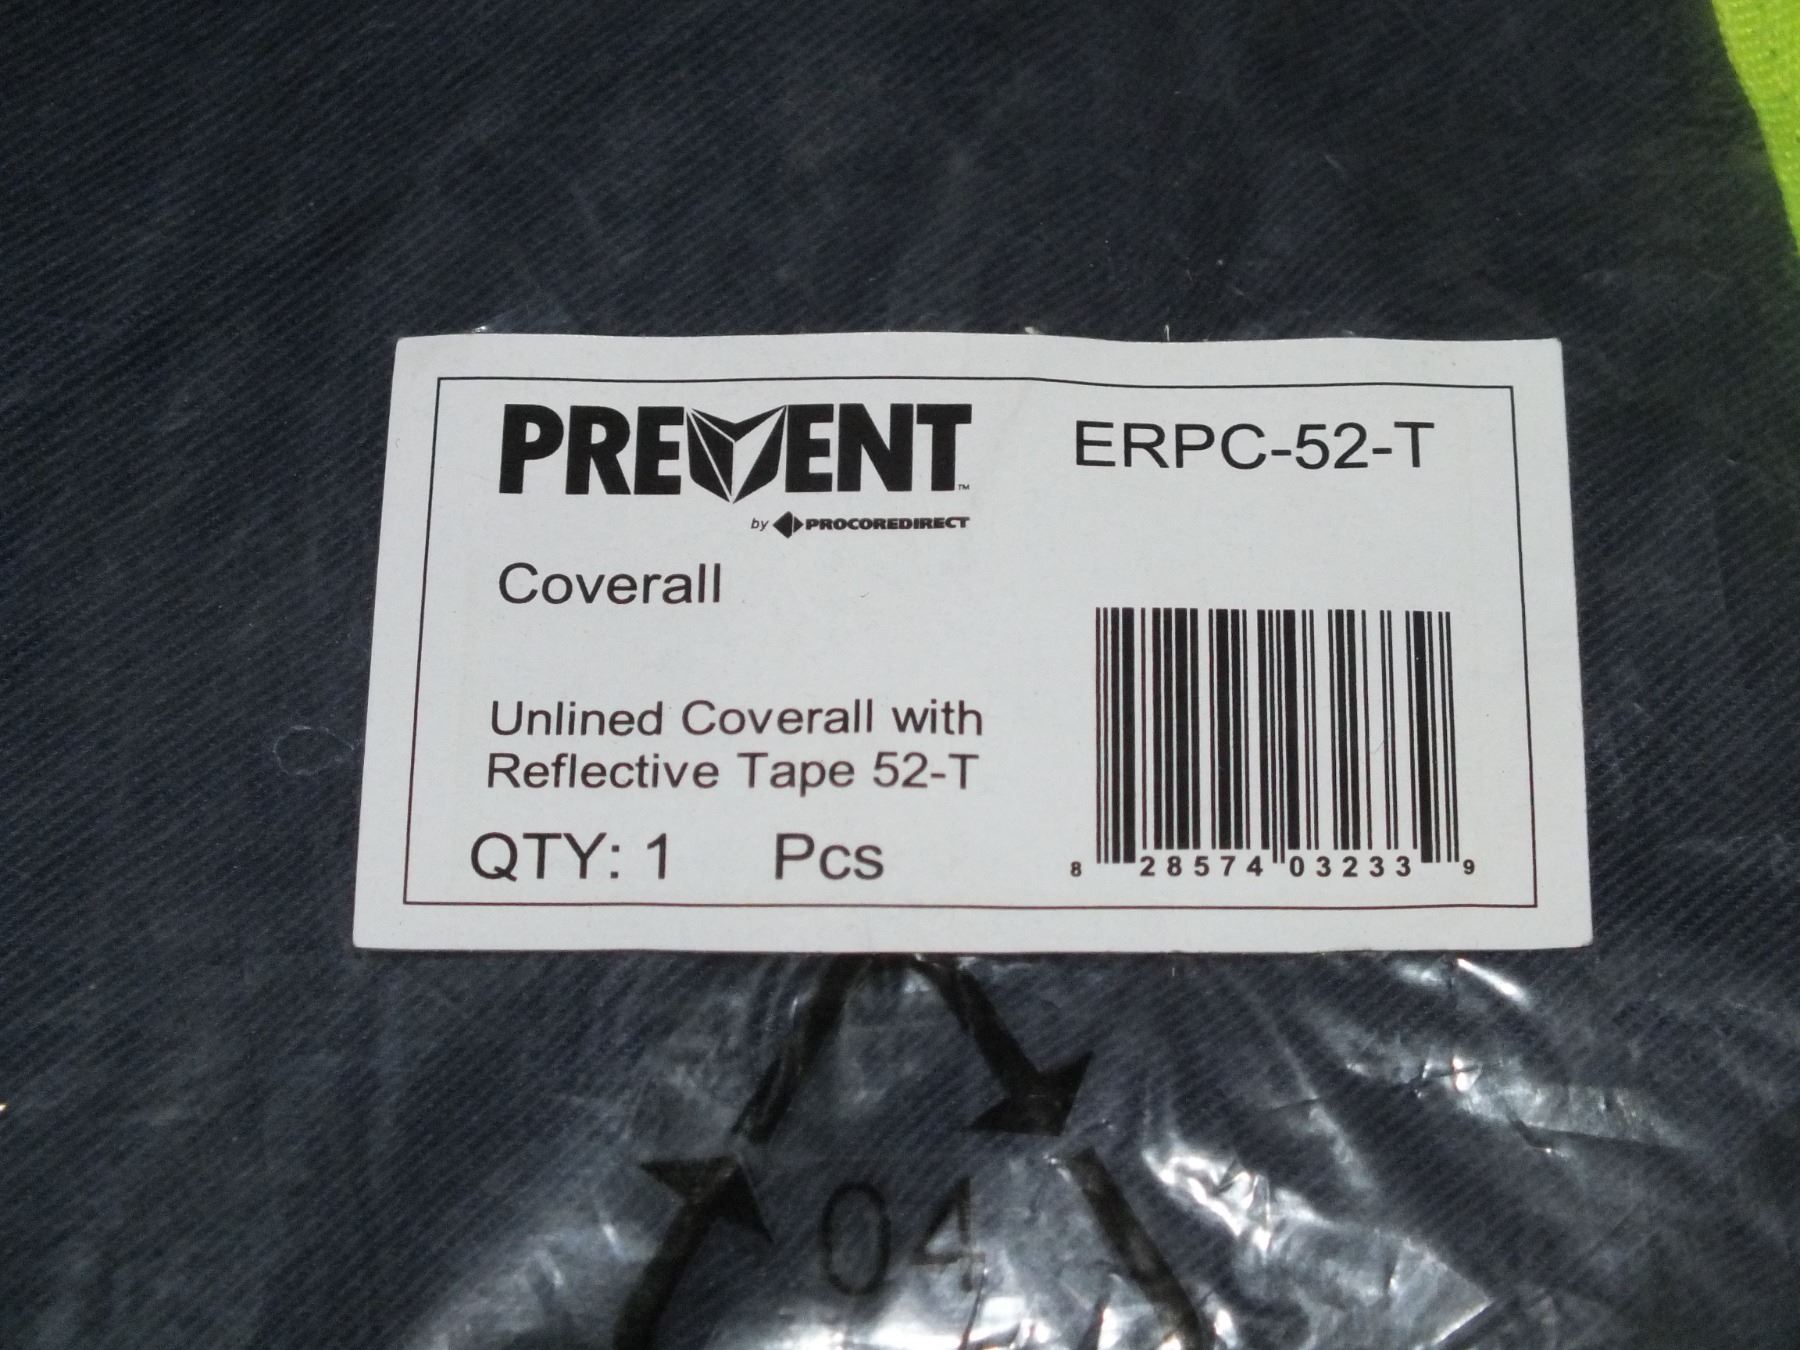 PREVENT™
by PROCOREDIRECT
ERPC-52-T
Coverall
Unlined Coverall with
Reflective Tape 52-T
QTY: 1 Pcs
8 28574 03233 9
04